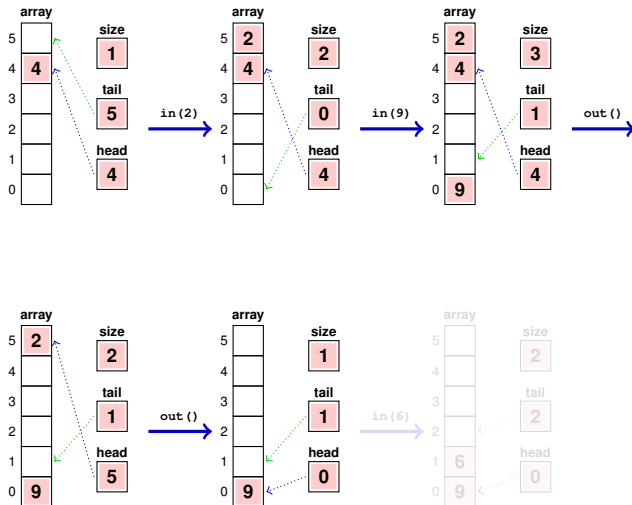 array array array
5 size 5 2 size 5 2 size
4 4 1 4 4 2 4 4 3
3 tail 3 tail 3 tail
2 5 in(2) 2 0 in(9) 2 1 out()
1 head 1 head 1 head
0 4 0 4 0 9 4
array array array
5 2 size 5 size 5 size
4 2 4 1 4 2
3 tail 3 tail 3 tail
2 1 out() 2 1 in(6) 2 2
1 head 1 head 1 6 head
0 9 5 0 9 0 0 9 0